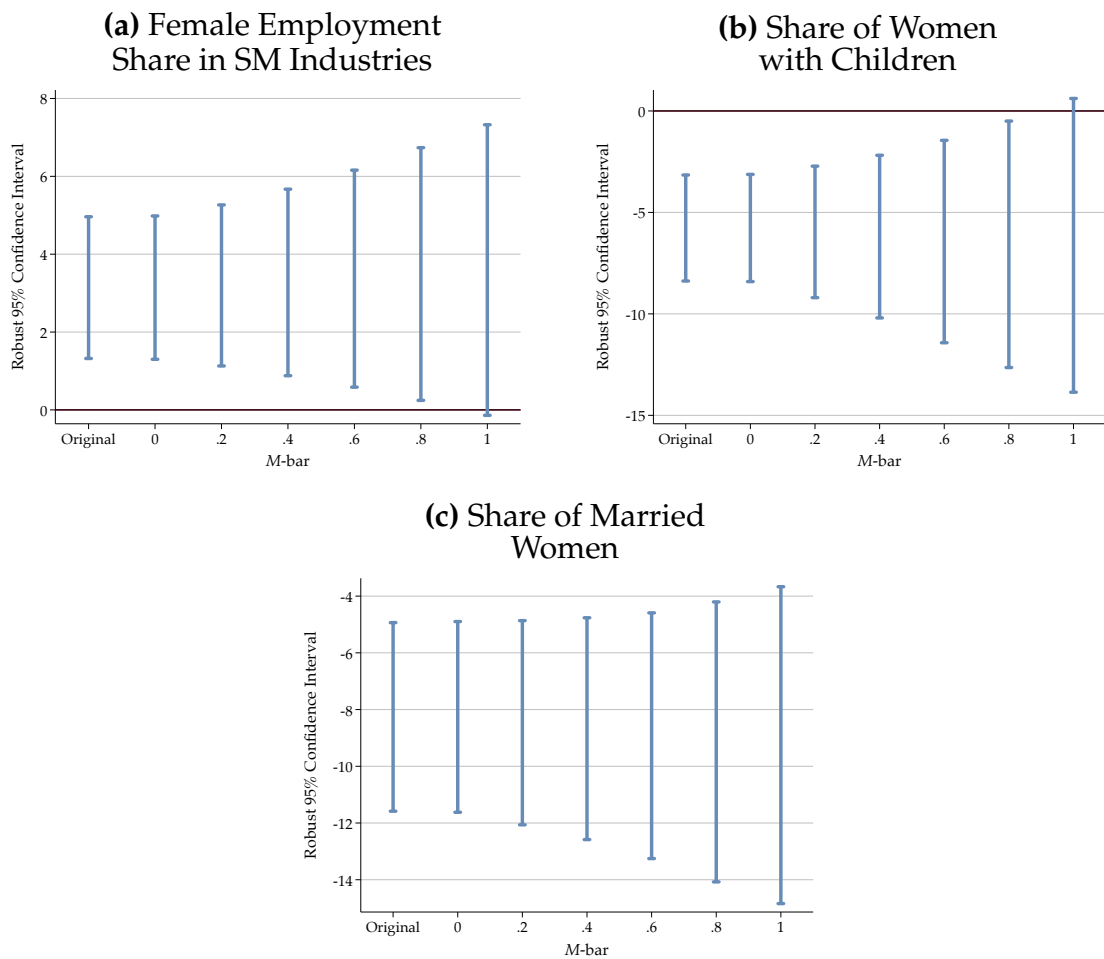 (a) Female Employment
Share in SM Industries
Robust 95% Confidence Interval
8
6
4
2
0
Original 0 .2 .4 .6 .8 1
M-bar
(b) Share of Women
with Children
Robust 95% Confidence Interval
0
-5
-10
-15
Original 0 .2 .4 .6 .8 1
M-bar
(c) Share of Married
Women
Robust 95% Confidence Interval
-4
-6
-8
-10
-12
-14
Original 0 .2 .4 .6 .8 1
M-bar